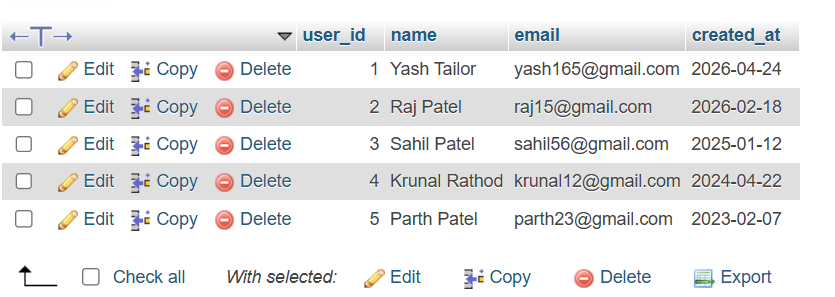 user_id name email created_at
Edit Copy Delete 1 Yash Tailor yash165@gmail.com 2026-04-24
Edit Copy Delete 2 Raj Patel raj15@gmail.com 2026-02-18
Edit Copy Delete 3 Sahil Patel sahil56@gmail.com 2025-01-12
Edit Copy Delete 4 Krunal Rathod krunal12@gmail.com 2024-04-22
Edit Copy Delete 5 Parth Patel parth23@gmail.com 2023-02-07
Check all With selected: Edit Copy Delete Export